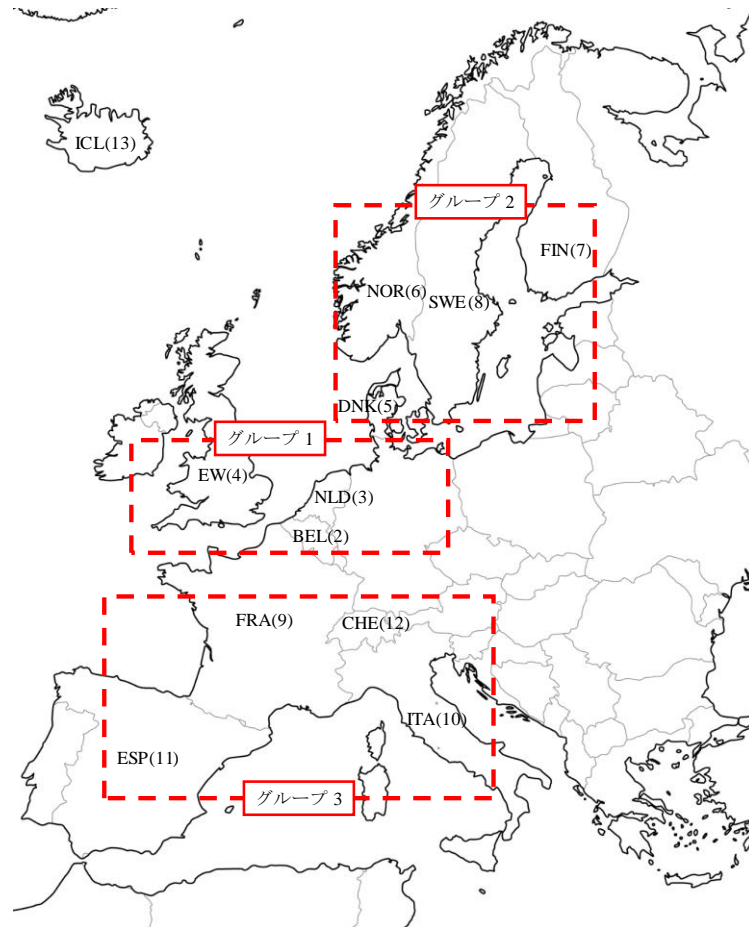 ICL(13)
グループ 2
FIN(7)
NOR(6)
SWE(8)
DNK(5)
グループ 1
EW(4)
NLD(3)
BEL(2)
FRA(9)
CHE(12)
ITA(10)
ESP(11)
グループ 3